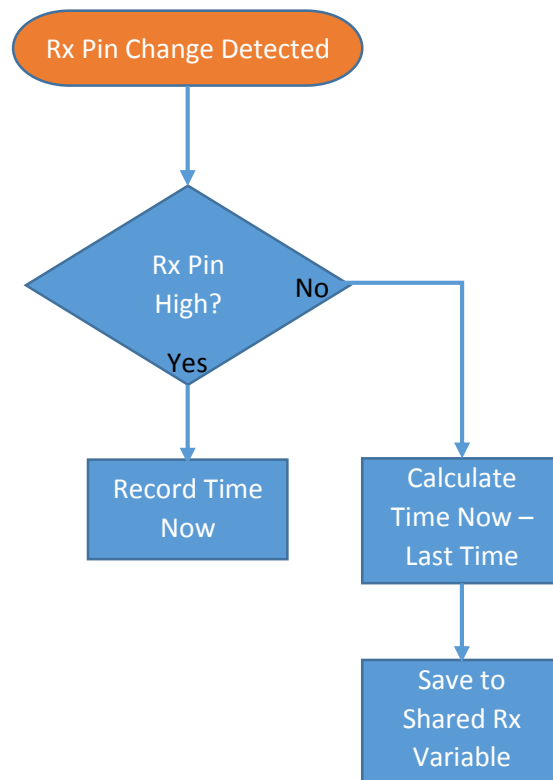 Rx Pin Change Detected
Rx Pin
High?
No
Yes
Record Time
Now
Calculate
Time Now –
Last Time
Save to
Shared Rx
Variable